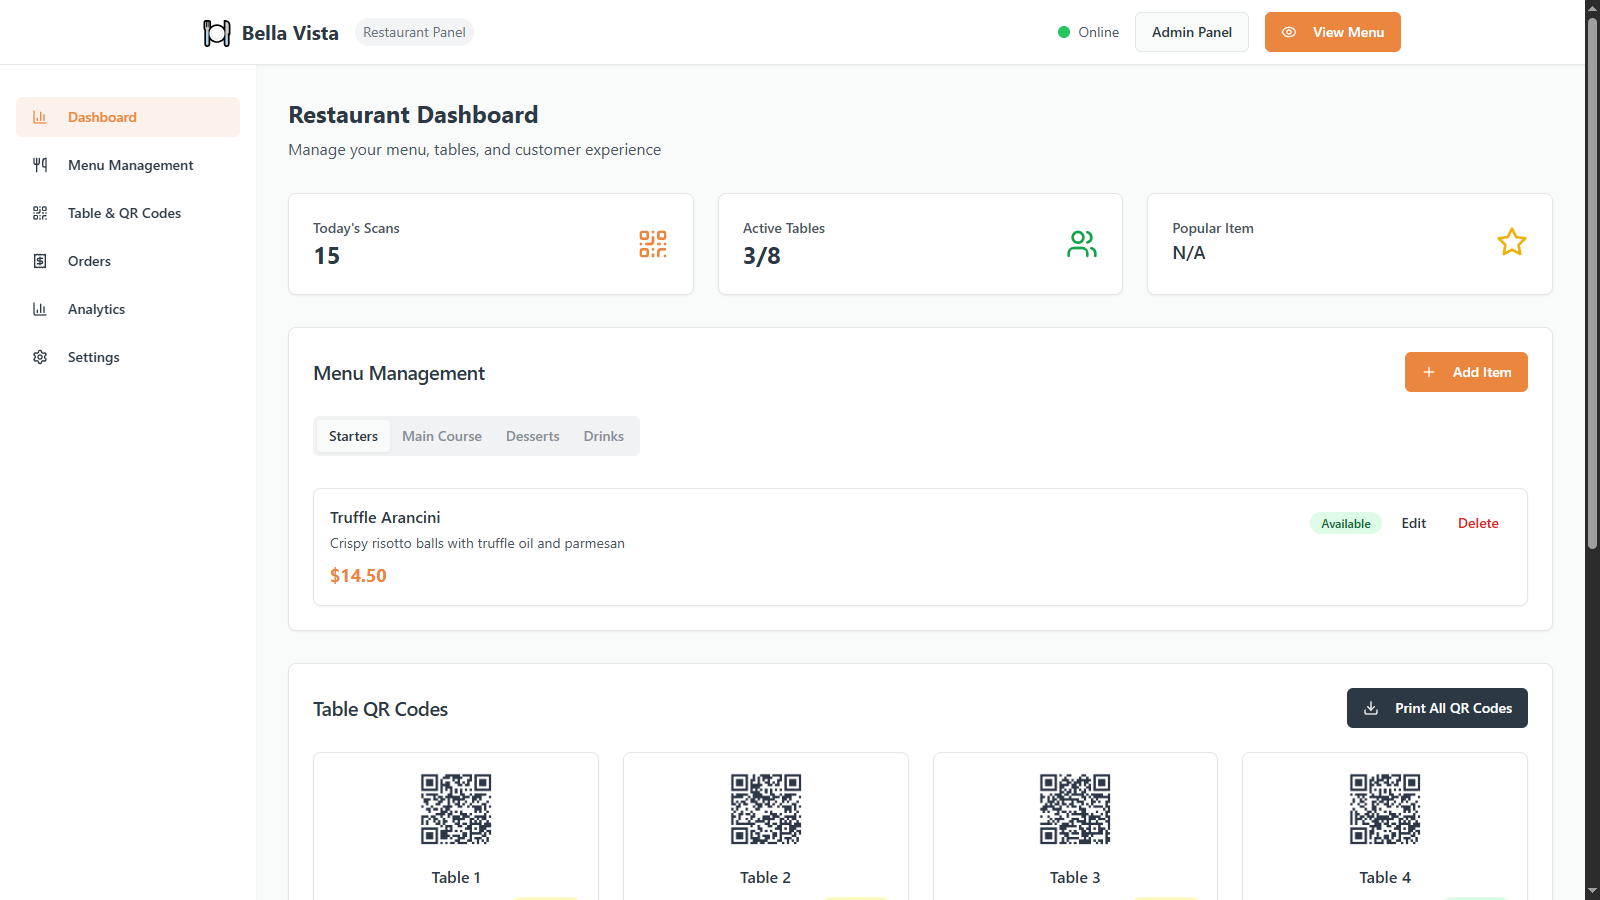 Bella Vista
Restaurant Panel
Online
Admin Panel
View Menu
Dashboard
Menu Management
Table & QR Codes
Orders
Analytics
Settings
Restaurant Dashboard
Manage your menu, tables, and customer experience
Today's Scans
15
Active Tables
3/8
Popular Item
N/A
Menu Management
Add Item
Starters
Main Course
Desserts
Drinks
Truffle Arancini
Crispy risotto balls with truffle oil and parmesan
$14.50
Available
Edit
Delete
Table QR Codes
Print All QR Codes
Table 1
Table 2
Table 3
Table 4